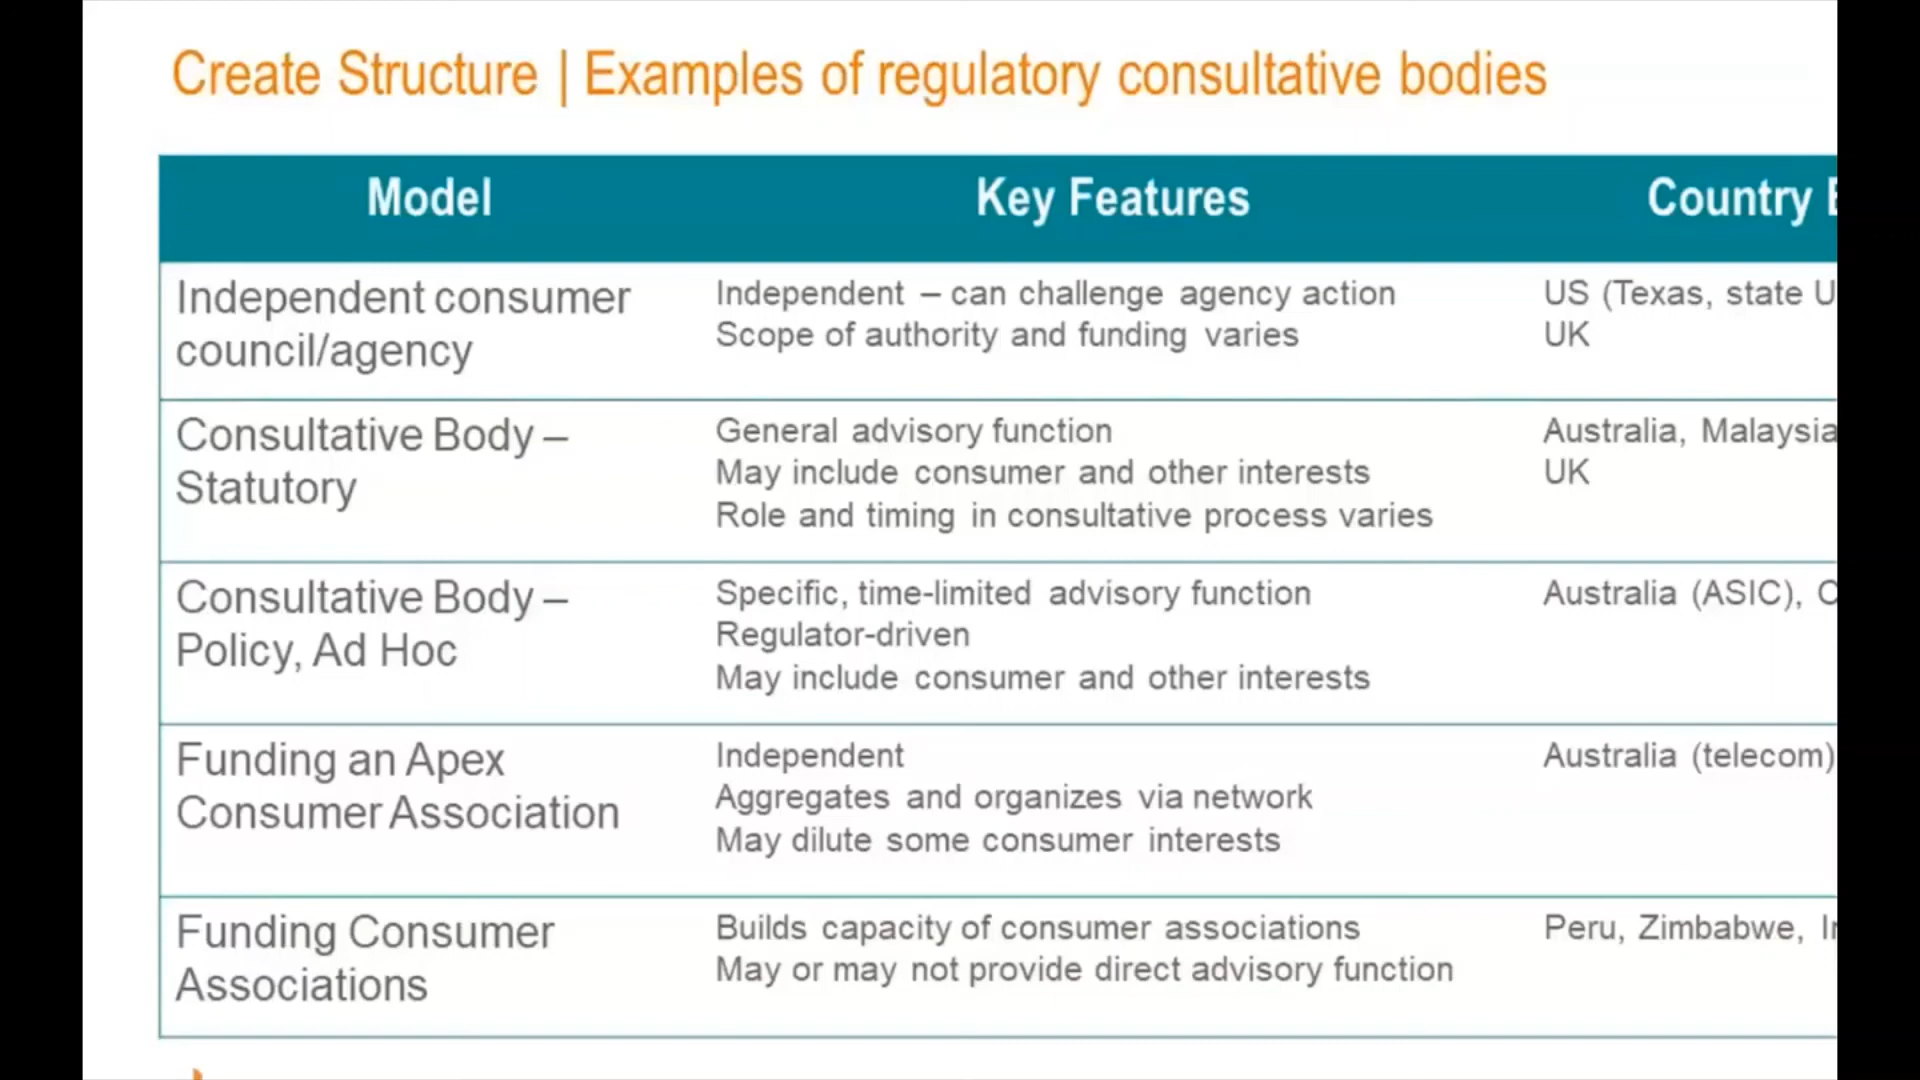 Create Structure | Examples of regulatory consultative bodies
Model Key Features Country
Independent consumer council/agency
Independent – can challenge agency action
Scope of authority and funding varies
US (Texas, state
UK
Consultative Body –
Statutory
General advisory function
May include consumer and other interests
Role and timing in consultative process varies
Australia, Malaysia
UK
Consultative Body –
Policy, Ad Hoc
Specific, time-limited advisory function
Regulator-driven
May include consumer and other interests
Australia (ASIC),
Funding an Apex
Consumer Association
Independent
Aggregates and organizes via network
May dilute some consumer interests
Australia (telecom)
Funding Consumer
Associations
Builds capacity of consumer associations
May or may not provide direct advisory function
Peru, Zimbabwe,